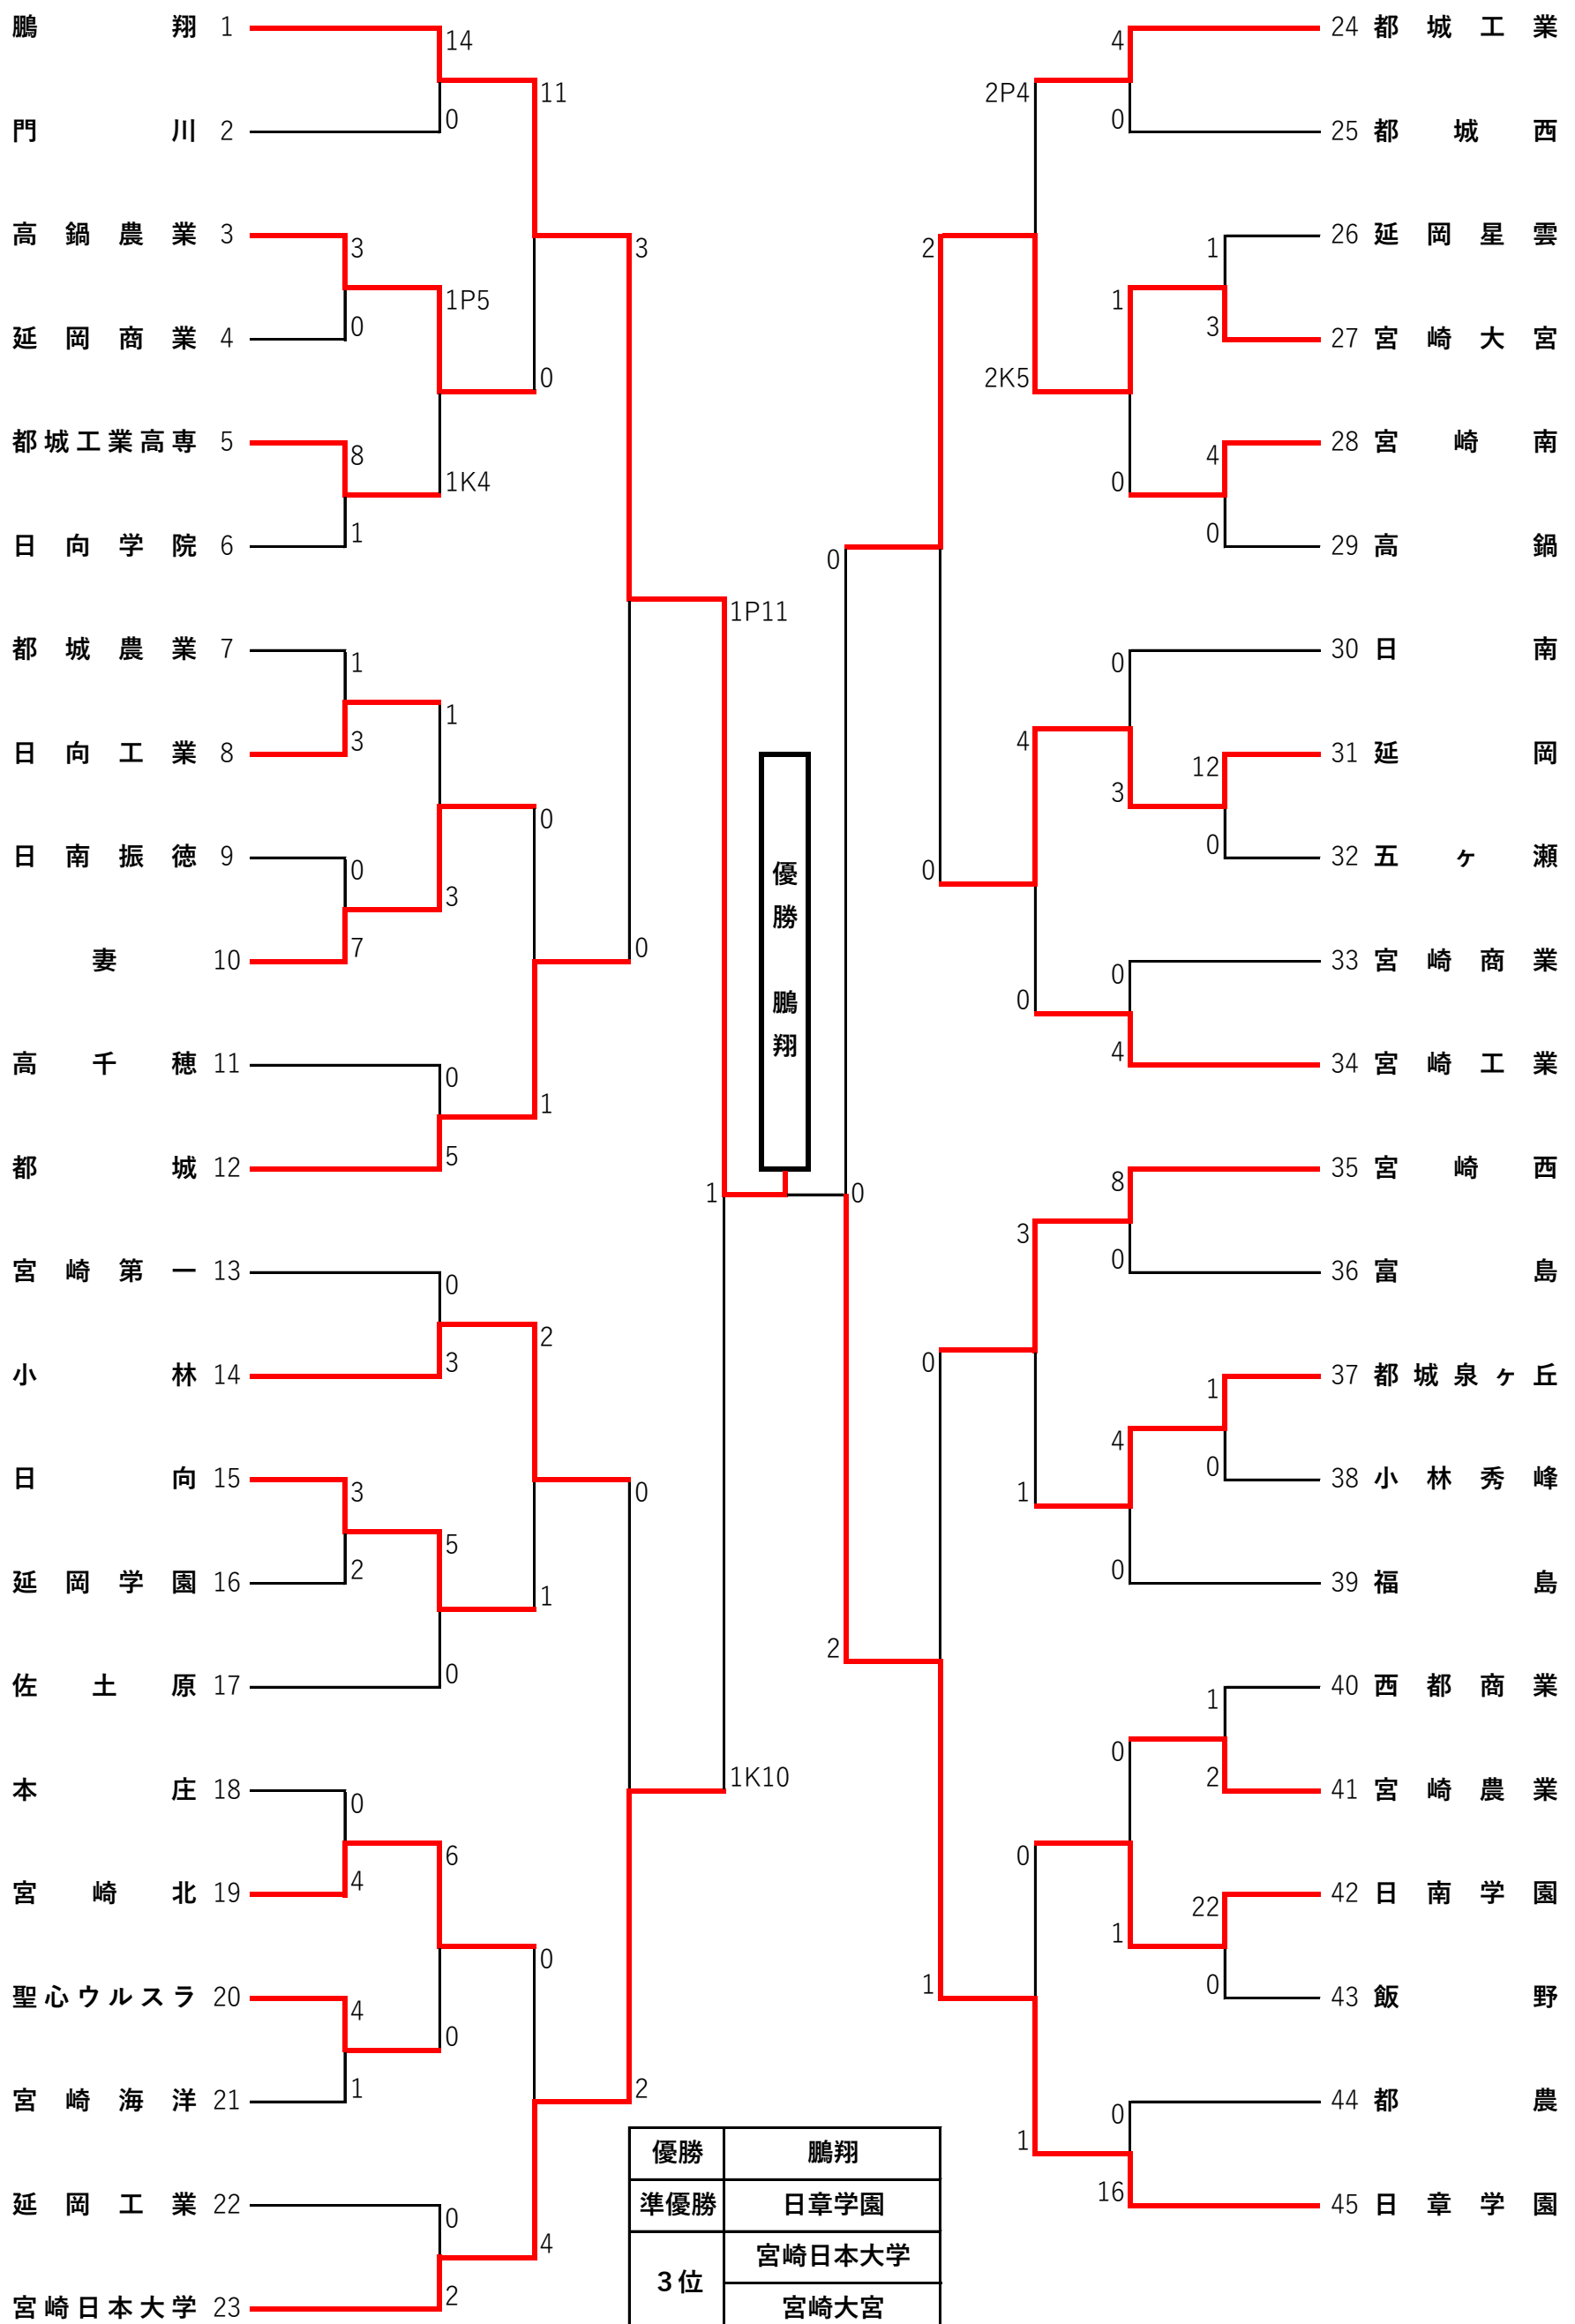 鵬翔 1
門川 2
高鍋農業 3
延岡商業 4
都城工業高専 5
日向学院 6
都城農業 7
日向工業 8
日南振徳 9
妻 10
高千穂 11
都城 12
宮崎第一 13
小林 14
日向 15
延岡学園 16
佐土原 17
本庄 18
宮崎北 19
聖心ウルスラ 20
宮崎海洋 21
延岡工業 22
宮崎日本大学 23
14
0
3
0
8
1
1
3
0
7
0
5
0
3
3
2
0
4
4
1
0
2
1P5
1K4
1
3
5
0
6
0
11
0
0
1
2
1
0
4
3
0
0
2
1P11
1K10
1
0
優勝 鵬翔
0
2
2
0
0
1
2P4
2K5
4
0
3
1
0
1
4
0
1
0
0
3
0
4
8
0
4
0
0
1
0
16
1
3
4
0
12
0
1
0
1
2
22
0
24 都城工業
25 都城西
26 延岡星雲
27 宮崎大宮
28 宮崎南
29 高鍋
30 日南
31 延岡
32 五ヶ瀬
33 宮崎商業
34 宮崎工業
35 宮崎西
36 富島
37 都城泉ヶ丘
38 小林秀峰
39 福島
40 西都商業
41 宮崎農業
42 日南学園
43 飯野
44 都農
45 日章学園
優勝 鵬翔
準優勝 日章学園
3位 宮崎日本大学
宮崎大宮